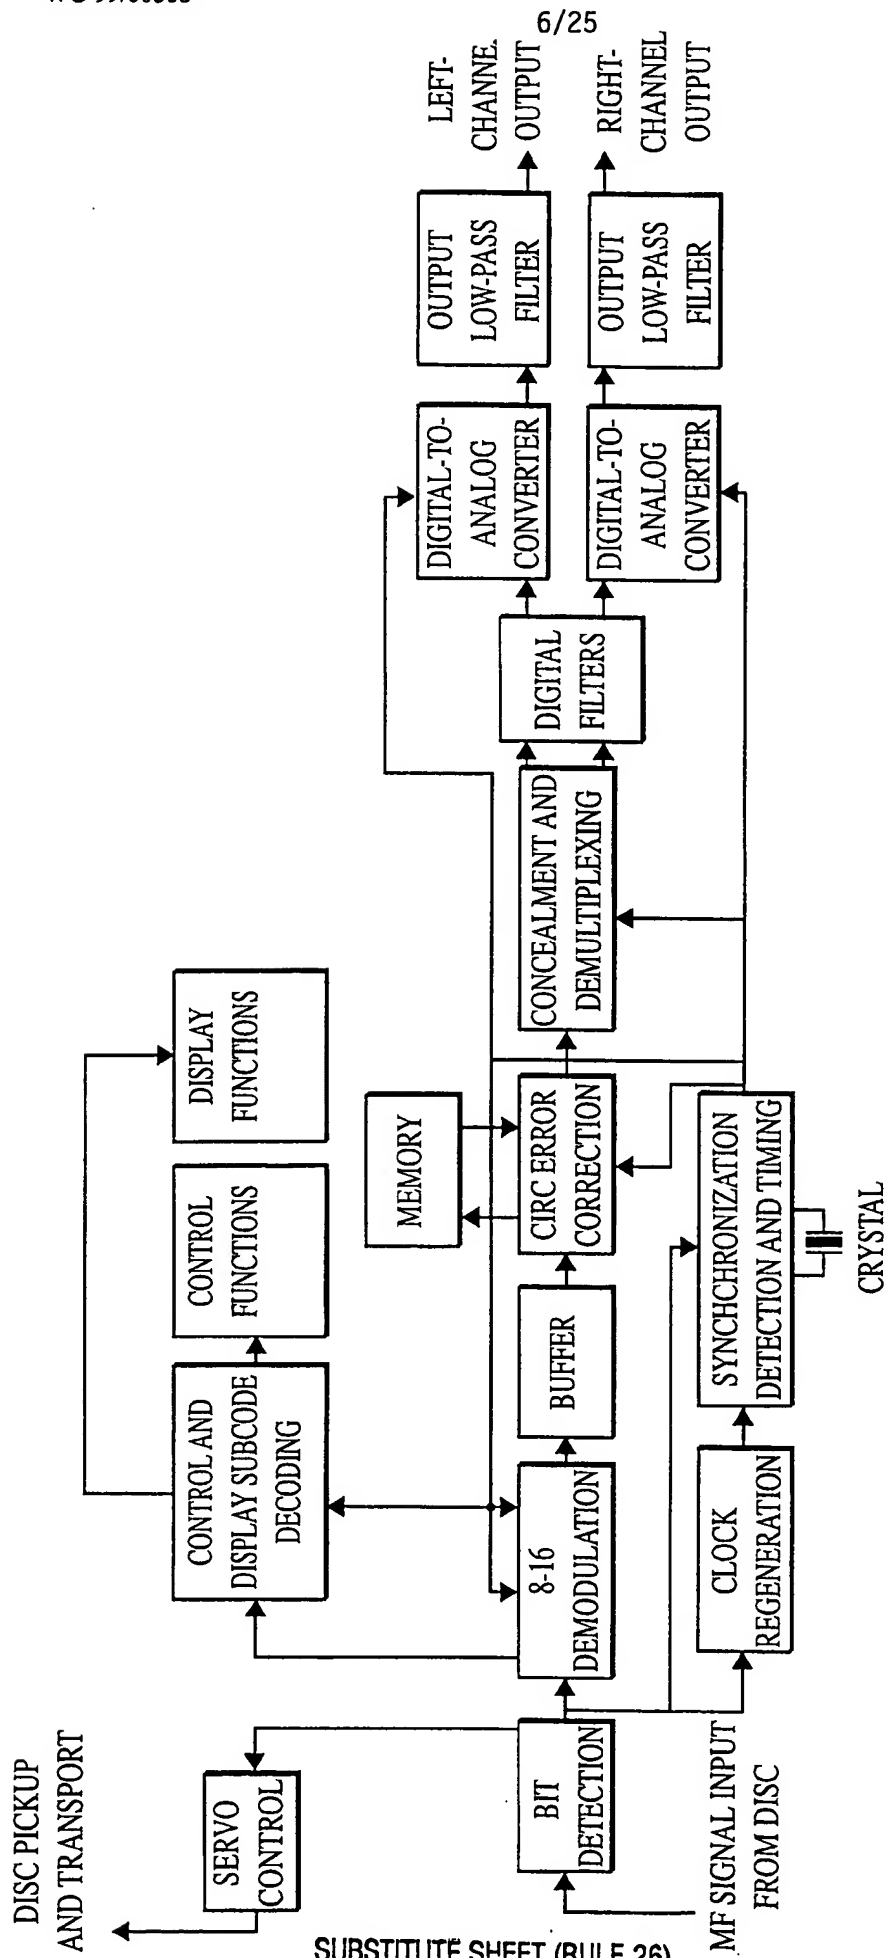 6/25
DISC PICKUP
AND TRANSPORT
SERVO
CONTROL
CONTROL AND
DISPLAY SUBCODE
DECODING
CONTROL
FUNCTIONS
DISPLAY
FUNCTIONS
MEMORY
MF SIGNAL INPUT
FROM DISC
BIT
DETECTION
8-16
DEMODULATION
BUFFER
CIRC ERROR
CORRECTION
CONCEALMENT AND
DEMULTIPLEXING
DIGITAL
FILTERS
DIGITAL-TO-
ANALOG
CONVERTER
OUTPUT
LOW-PASS
FILTER
LEFT-
CHANNEL
OUTPUT
DIGITAL-TO-
ANALOG
CONVERTER
OUTPUT
LOW-PASS
FILTER
RIGHT-
CHANNEL
OUTPUT
CLOCK
REGENERATION
SYNCHCHRONIZATION
DETECTION AND TIMING
CRYSTAL
SUBSTITUTE SHEET (RULE 26)